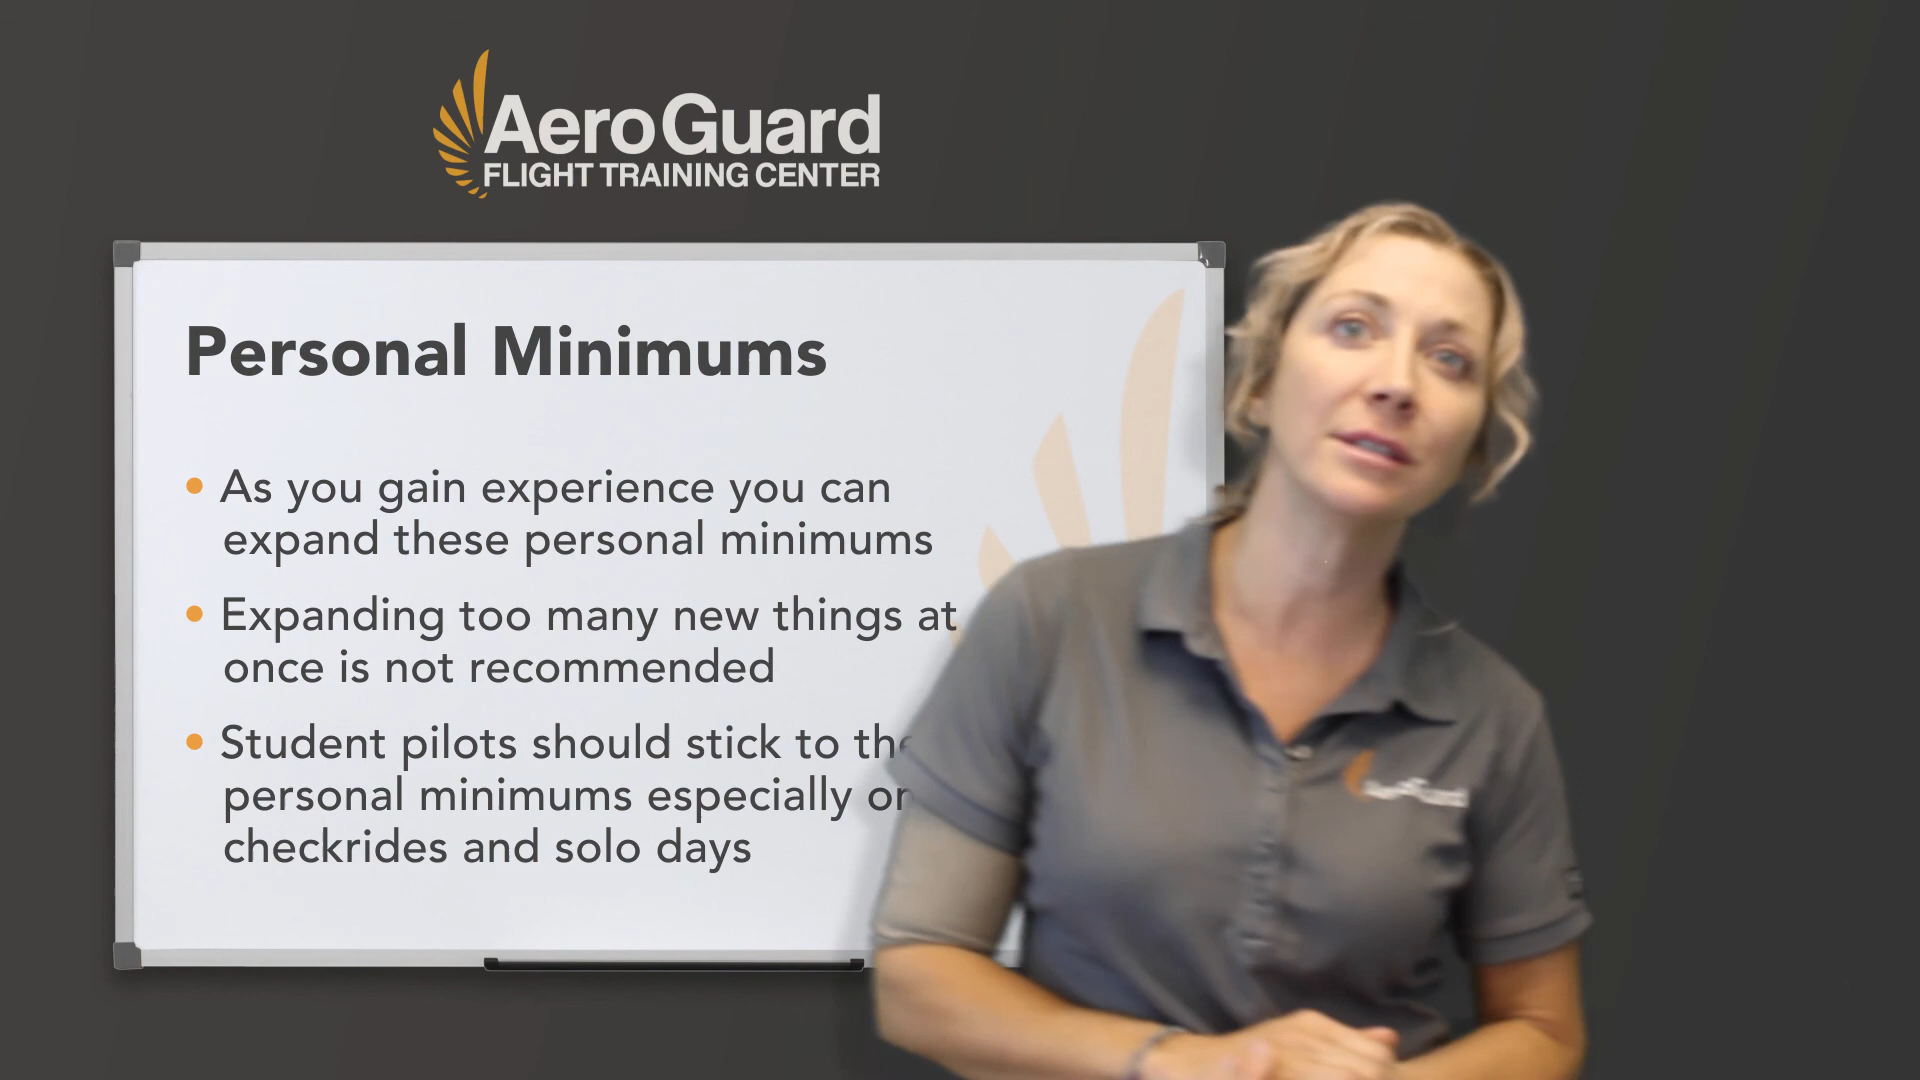 AeroGuard
FLIGHT TRAINING CENTER
Personal Minimums
• As you gain experience you can
expand these personal minimums
• Expanding too many new things at
once is not recommended
• Student pilots should stick to
personal minimums especially
checkrides and solo days
AeroGuard